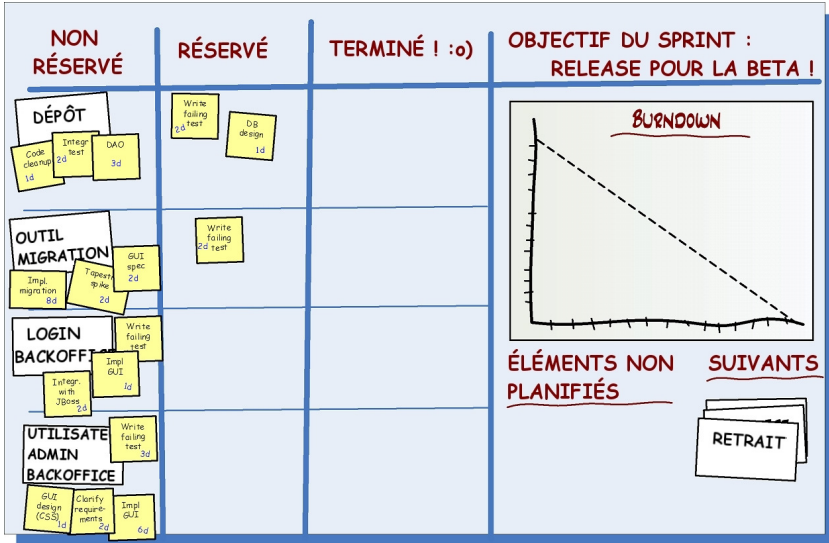 NON
RÉSERVÉ
RÉSERVÉ
TERMINÉ ! :o)
OBJECTIF DU SPRINT :
RELEASE POUR LA BETA !
DÉPÔT
Code
cleanup
1d
Integr
test
2d
DAO
3d
Write
failing
test
2d
DB
design
1d
BURNDOWN
OUTIL
MIGRATION
Impl.
migration
8d
Tapest
spike
2d
GUI
spec
2d
Write
failing
test
2d
LOGIN
BACKOFFI
Write
failing
test
Impl
GUI
1d
Integr.
with
JBoss
2d
UTILISATE
ADMIN
BACKOFFICE
Write
failing
test
3d
GUI
design
(CSS)
1d
Clarify
require-
ments
2d
Impl
GUI
6d
ÉLÉMENTS NON
PLANIFIÉS
SUIVANTS
RETRAIT